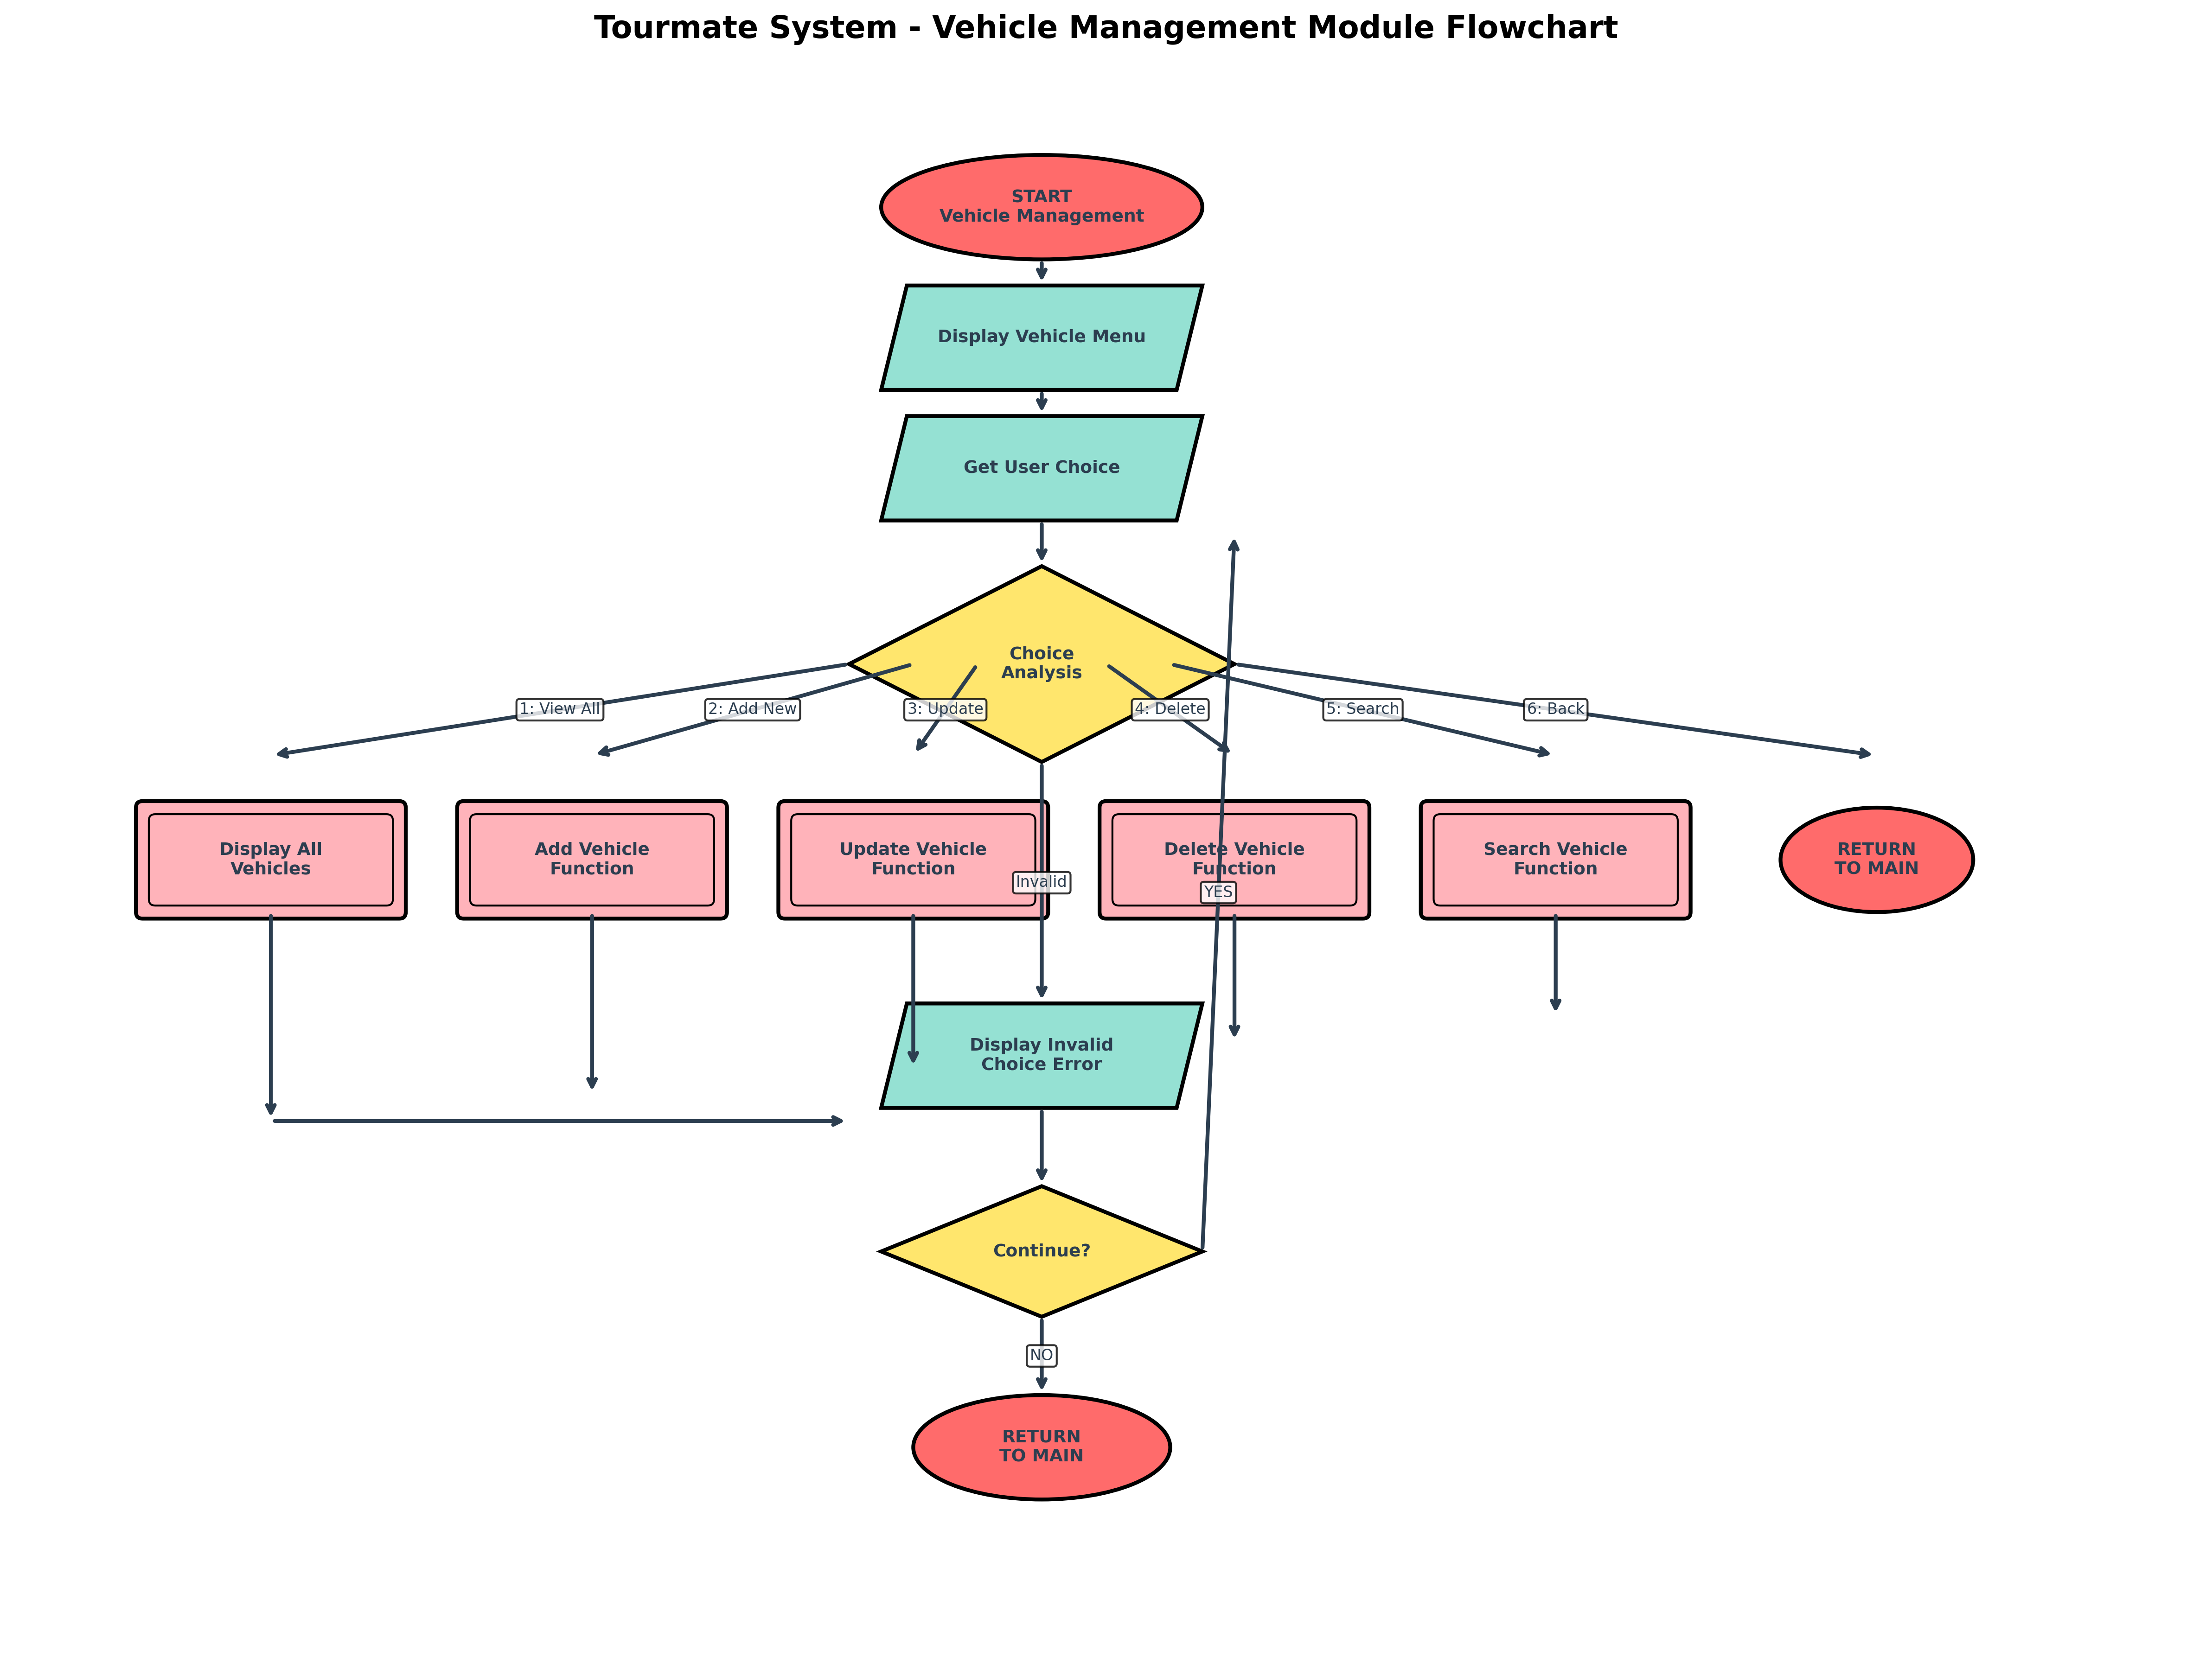 Tourmate System - Vehicle Management Module Flowchart
START
Vehicle Management
Display Vehicle Menu
Get User Choice
Choice
Analysis
1: View All
2: Add New
3: Update
4: Delete
5: Search
6: Back
Display All
Vehicles
Add Vehicle
Function
Update Vehicle
Function
Invalid
Delete Vehicle
Function
YES
Search Vehicle
Function
RETURN
TO MAIN
Display Invalid
Choice Error
Continue?
NO
RETURN
TO MAIN